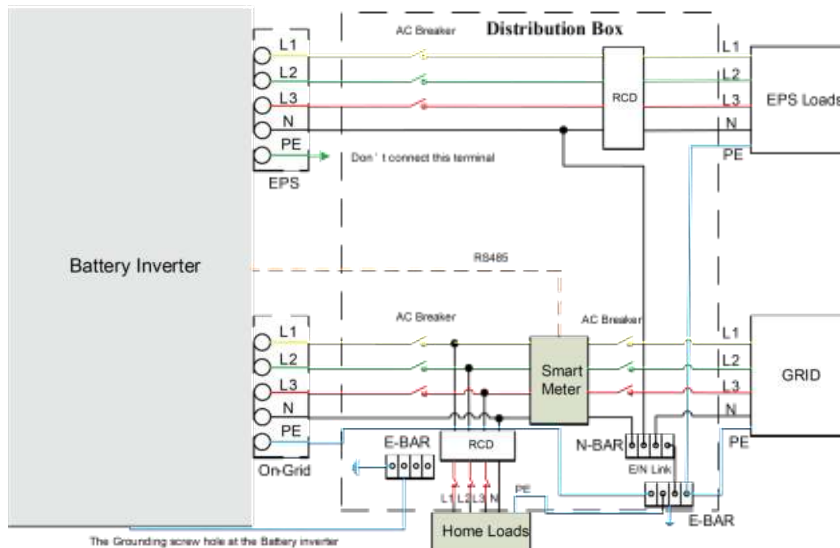 Distribution Box
AC Breaker
L1
L2
L3
N
PE
EPS
Don't connect this terminal
RCD
L1
L2
L3
N
PE
EPS Loads
Battery Inverter
RS485
AC Breaker
AC Breaker
L1
L2
L3
N
PE
On-Grid
Smart
Meter
L1
L2
L3
N
PE
GRID
E-BAR
RCD
N-BAR
E/N Link
L1 L2 L3 N
PE
E-BAR
Home Loads
The Grounding screw hole at the Battery inverter